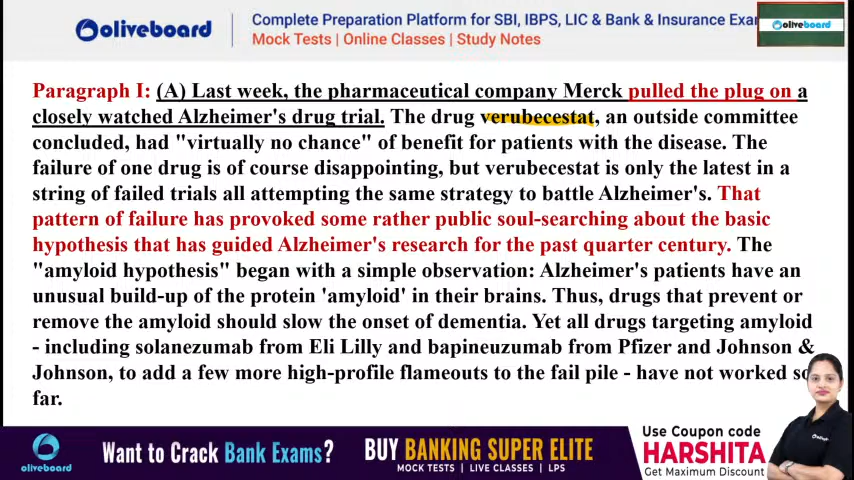 oliveboard
Complete Preparation Platform for SBI, IBPS, LIC & Bank & Insurance
Mock Tests | Online Classes | Study Notes
oliveboard
Paragraph I: (A) Last week, the pharmaceutical company Merck pulled the plug on a
closely watched Alzheimer's drug trial. The drug verubecestat, an outside committee
concluded, had "virtually no chance" of benefit for patients with the disease. The
failure of one drug is of course disappointing, but verubecestat is only the latest in a
string of failed trials all attempting the same strategy to battle Alzheimer's. That
pattern of failure has provoked some rather public soul-searching about the basic
hypothesis that has guided Alzheimer's research for the past quarter century. The
"amyloid hypothesis" began with a simple observation: Alzheimer's patients have an
unusual build-up of the protein 'amyloid' in their brains. Thus, drugs that prevent or
remove the amyloid should slow the onset of dementia. Yet all drugs targeting amyloid
- including solanezumab from Eli Lilly and bapineuzumab from Pfizer and Johnson &
Johnson, to add a few more high-profile flameouts to the fail pile - have not worked so
far.
oliveboard
Want to Crack Bank Exams?
BUY BANKING SUPER ELITE
MOCK TESTS | LIVE CLASSES | LPS
Use Coupon code
HARSHITA
Get Maximum Discount